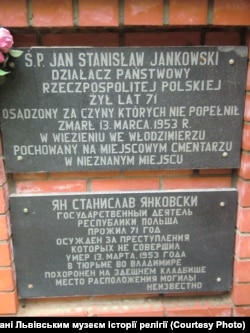 Ś.P. JAN STANISŁAW JANKOWSKI
DZIAŁACZ PAŃSTWOWY
RZECZPOSPOLITEJ POLSKIEJ
ŻYŁ LAT 71
OSĄDZONY ZA CZYNY KTÓRYCH NIE POPEŁNIŁ
ZMARŁ 13. MARCA. 1953 R.
W WIĘZIENIU WE WŁODZIMIERZU
POCHOWANY NA MIEJSCOWYM CMENTARZU
W NIEZNANYM MIEJSCU
ЯН СТАНИСЛАВ ЯНКОВСКИ
ГОСУДАРСТВЕННЫЙ ДЕЯТЕЛЬ
РЕСПУБЛИКИ ПОЛЬША
ПРОЖИЛ 71 ГОД
ОСУЖДЕН ЗА ПРЕСТУПЛЕНИЯ
КОТОРЫХ НЕ СОВЕРШИЛ
УМЕР 13. МАРТА. 1953 ГОДА
В ТЮРЬМЕ ВО ВЛАДИМИРЕ
ПОХОРОНЕН НА ЗДЕШНЕМ КЛАДБИЩЕ
МЕСТО РАСПОЛОЖЕНИЯ МОГИЛЫ
НЕИЗВЕСТНО
ані Львівським музеєм історії релігії (Courtesy Photo)